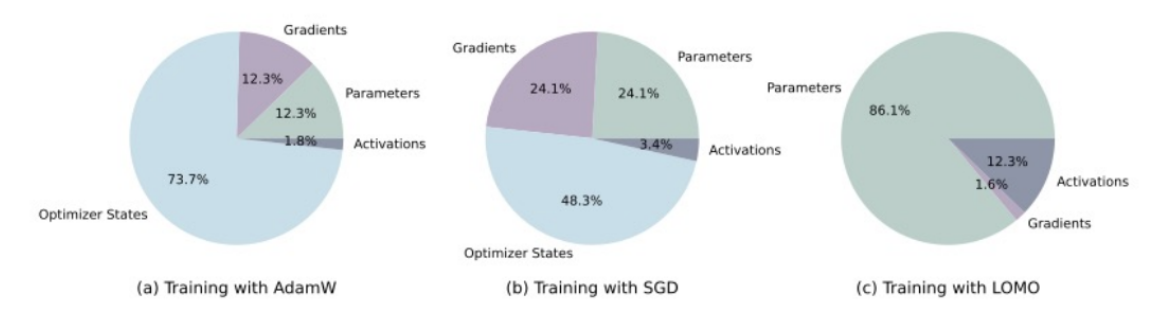 Gradients
12.3%
Parameters
12.3%
1.8%
Activations
73.7%
Optimizer States
(a) Training with AdamW
Gradients
24.1%
Parameters
24.1%
3.4%
Activations
48.3%
Optimizer States
(b) Training with SGD
Parameters
86.1%
12.3%
Activations
1.6%
Gradients
(c) Training with LOMO